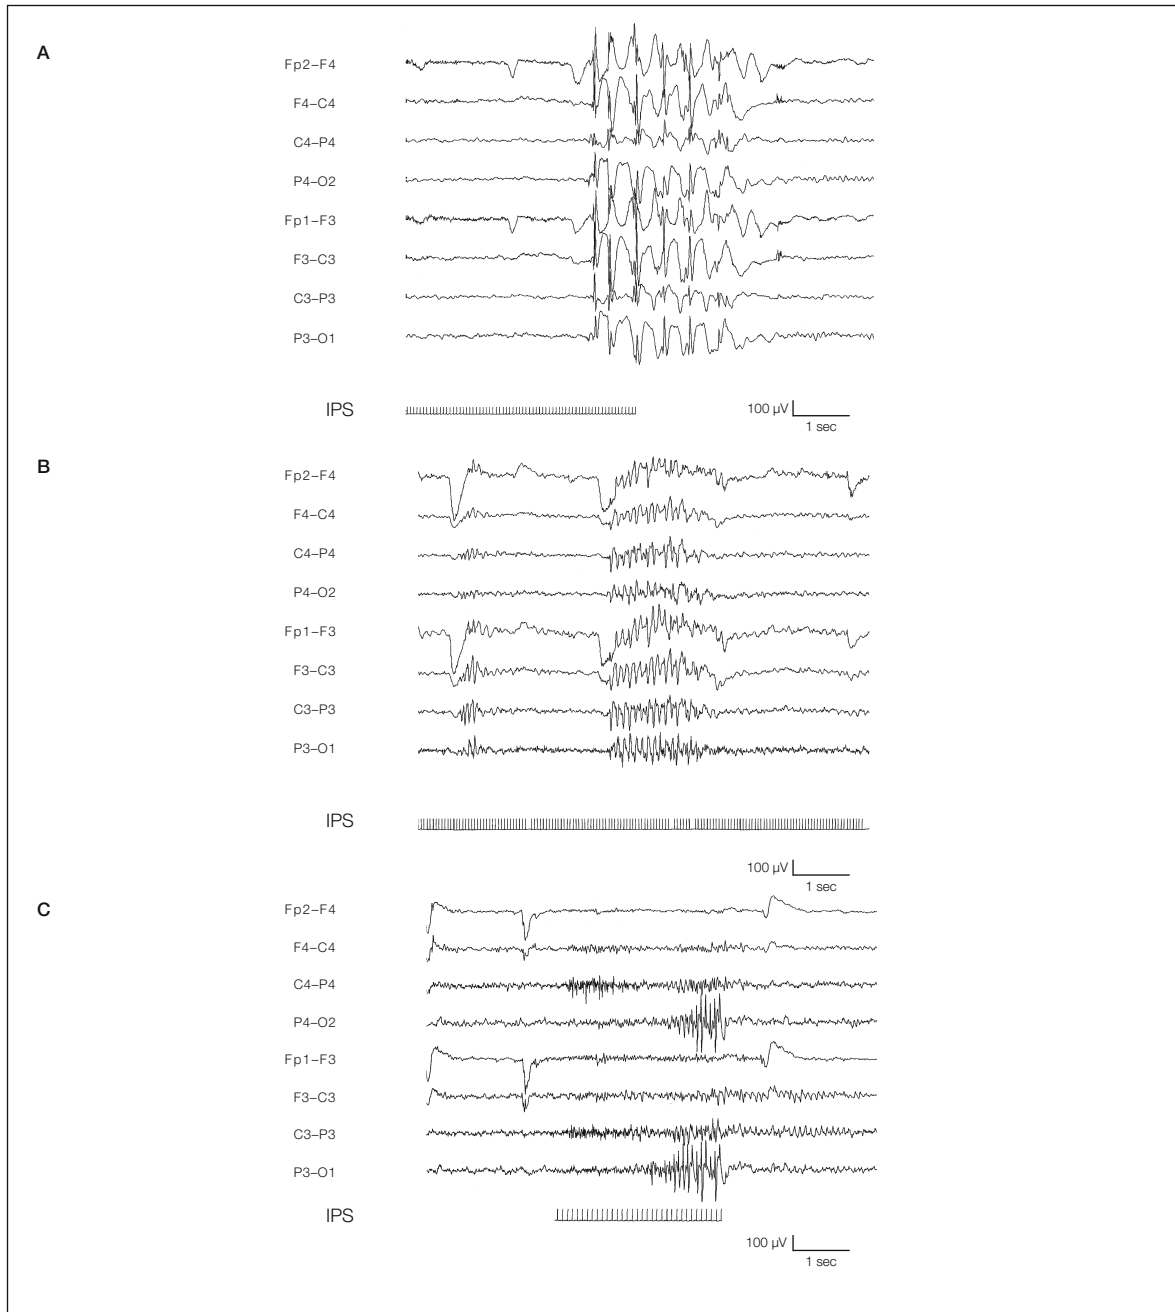 A
Fp2–F4
F4–C4
C4–P4
P4–O2
Fp1–F3
F3–C3
C3–P3
P3–O1
IPS
100 µV
1 sec
B
Fp2–F4
F4–C4
C4–P4
P4–O2
Fp1–F3
F3–C3
C3–P3
P3–O1
IPS
100 µV
1 sec
C
Fp2–F4
F4–C4
C4–P4
P4–O2
Fp1–F3
F3–C3
C3–P3
P3–O1
IPS
100 µV
1 sec